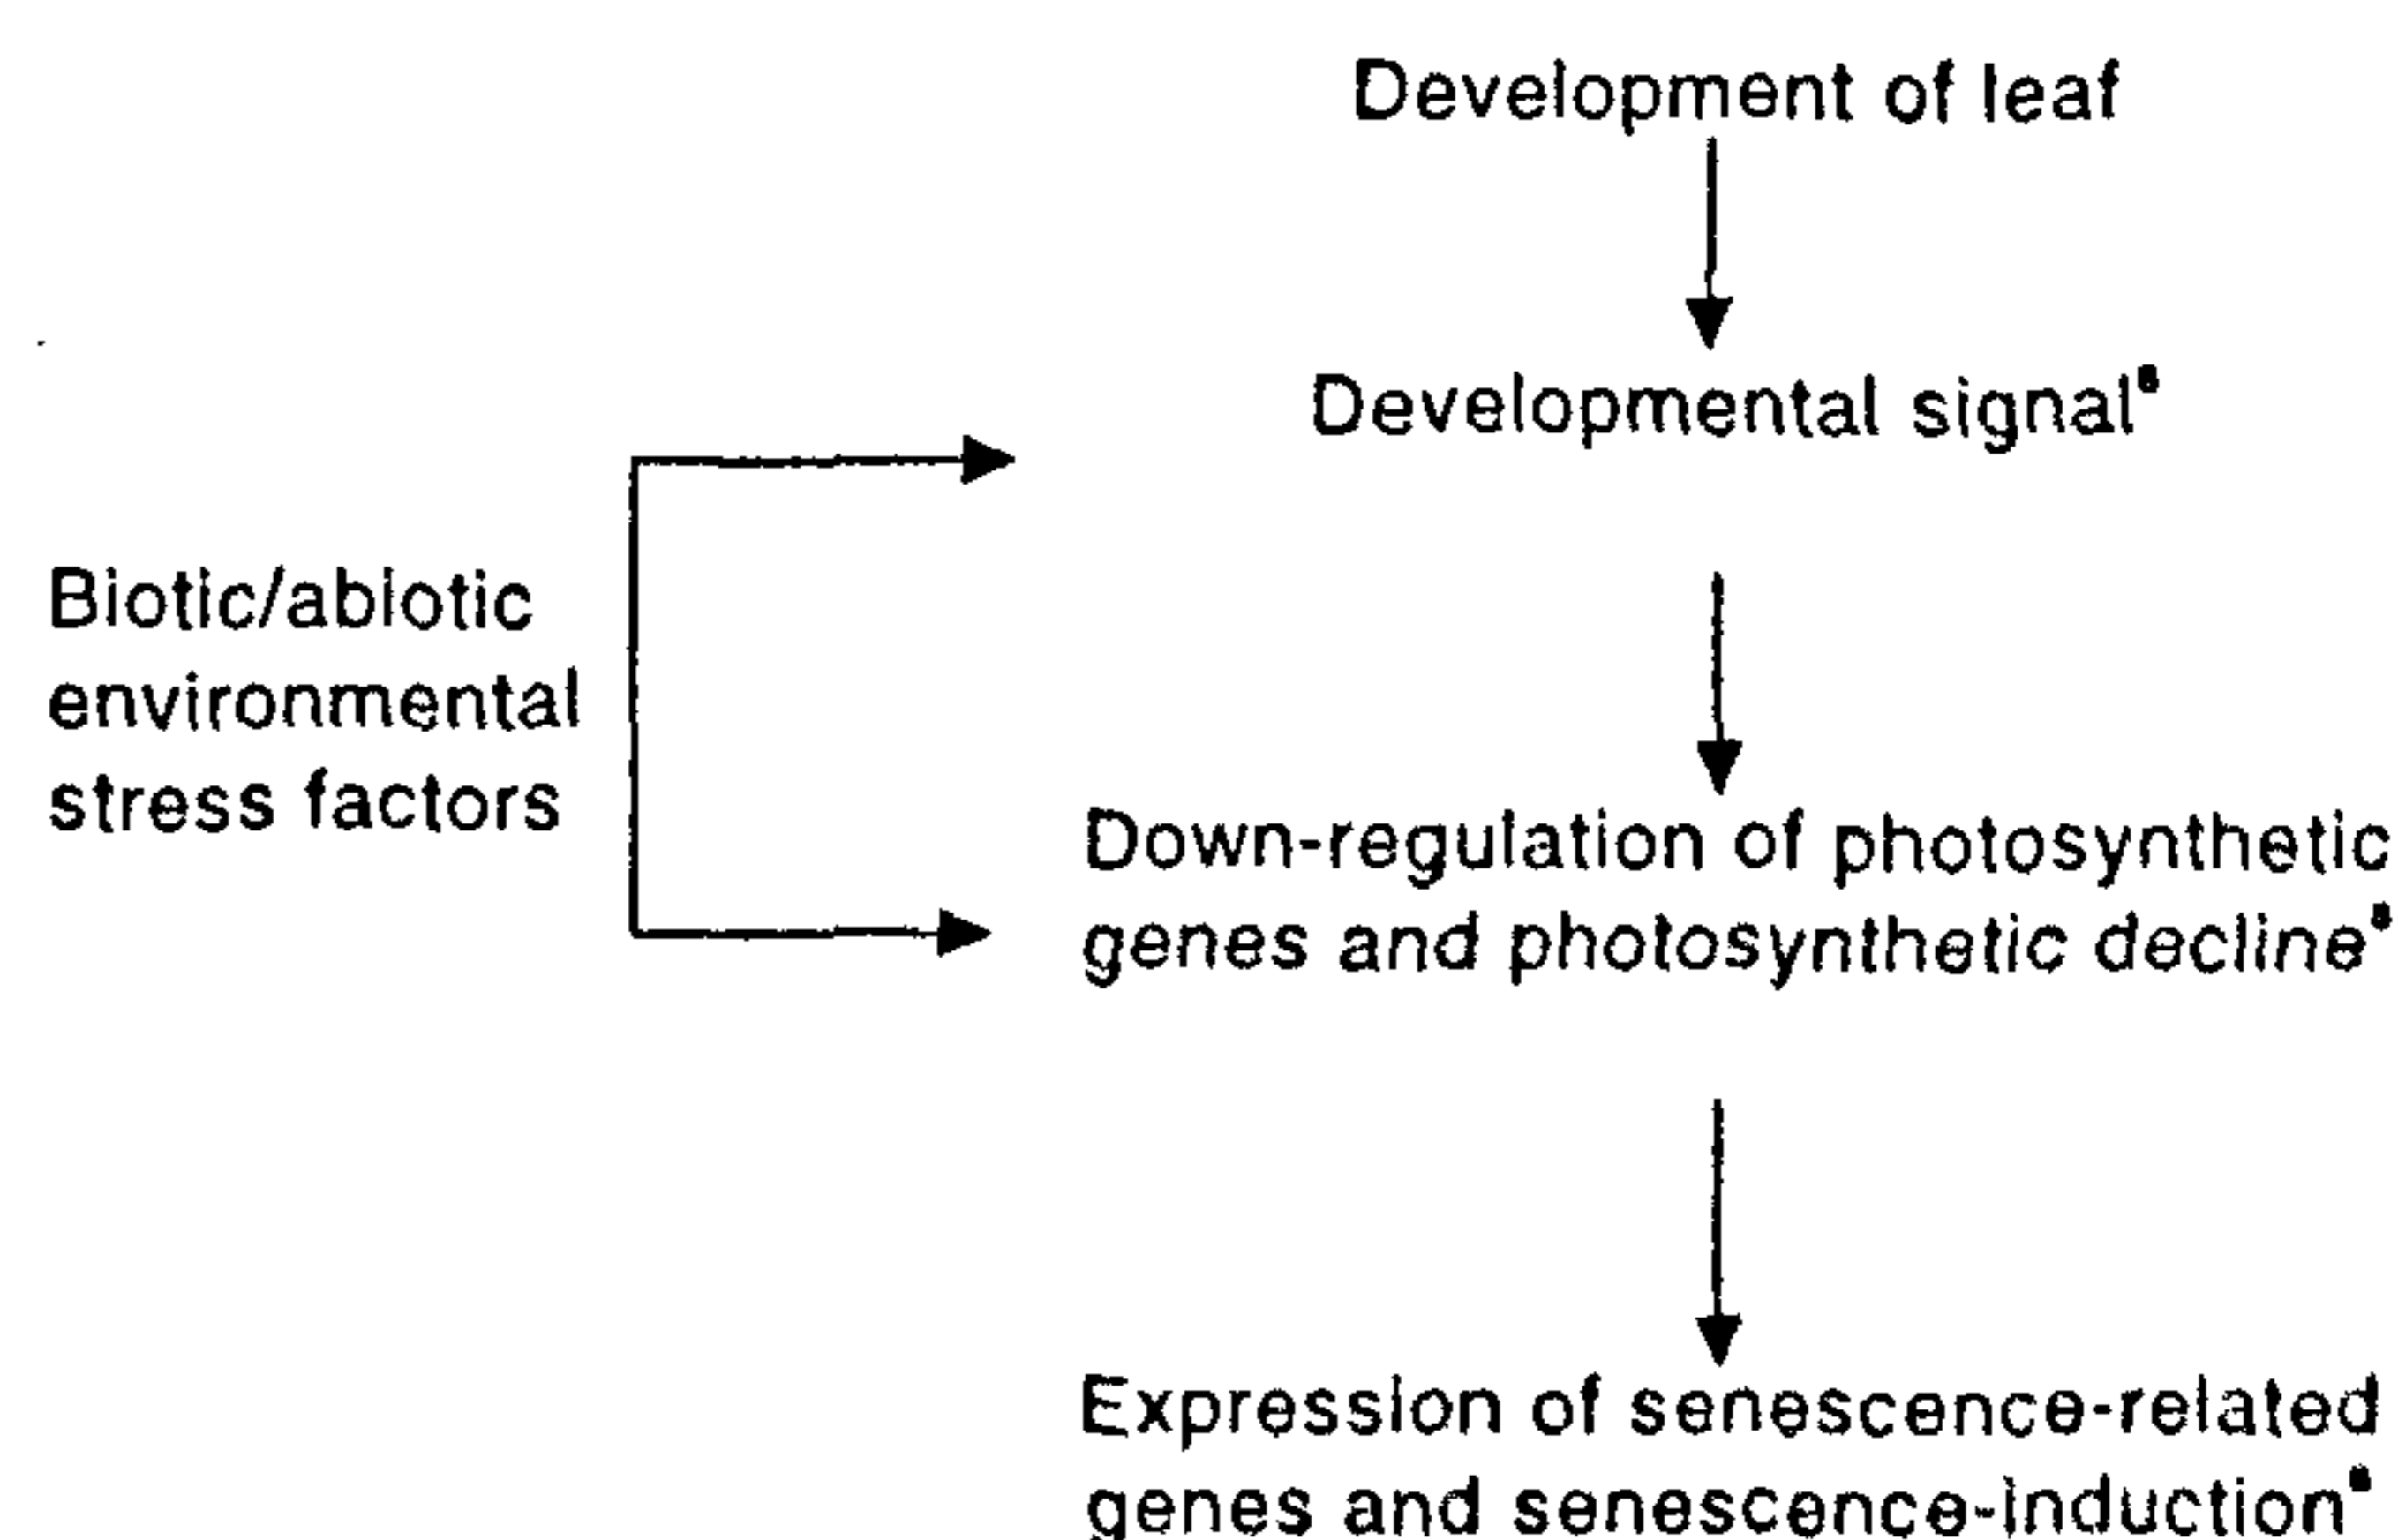 Development of leaf
Developmental signal
Biotic/abiotic
environmental
stress factors
Down-regulation of photosynthetic
genes and photosynthetic decline
Expression of senescence-related
genes and senescence-induction